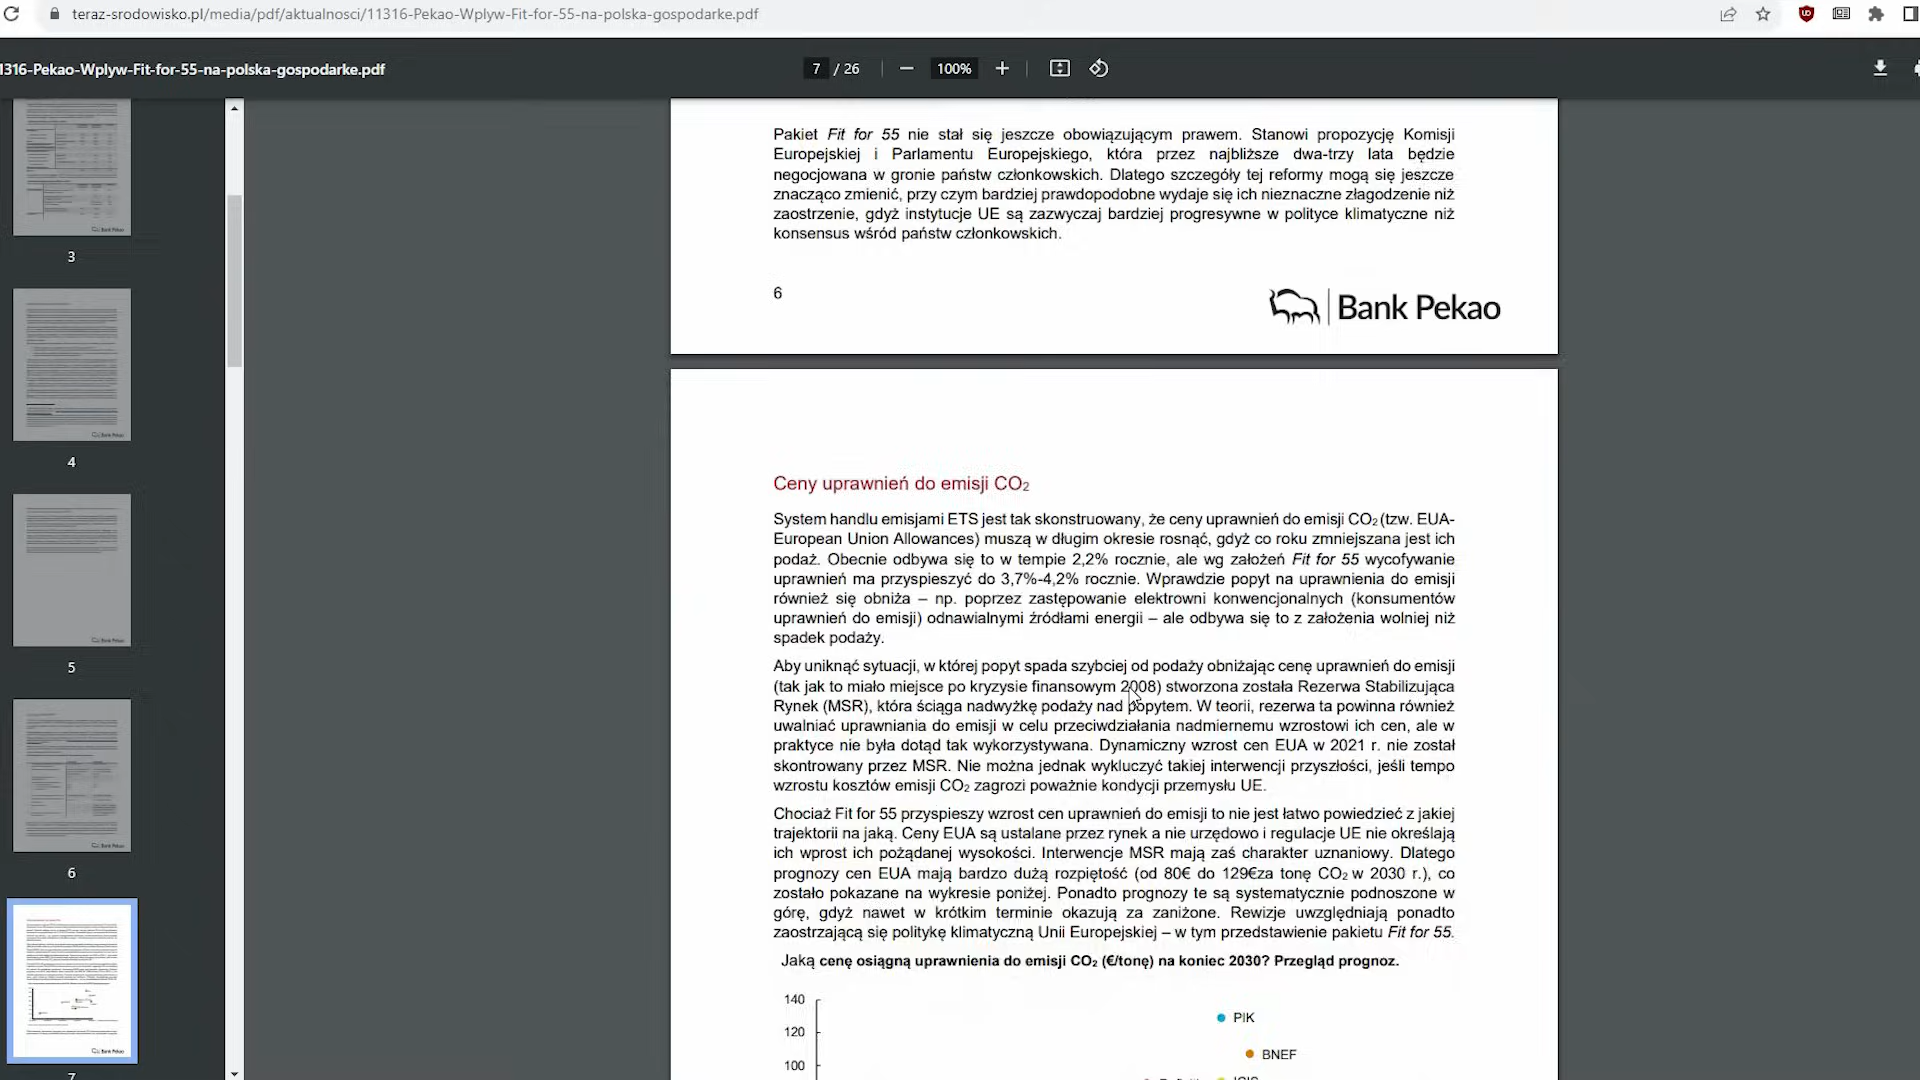 teraz-srodowisko.pl/media/pdf/aktualnosci/11316-Pekao-Wplyw-Fit-for-55-na-polska-gospodarke.pdf
1316-Pekao-Wplyw-Fit-for-55-na-polska-gospodarke.pdf
7 / 26
100%
3
4
5
6
7
Pakiet Fit for 55 nie stał się jeszcze obowiązującym prawem. Stanowi propozycję Komisji
Europejskiej i Parlamentu Europejskiego, która przez najbliższe dwa-trzy lata będzie
negocjowana w gronie państw członkowskich. Dlatego szczegóły tej reformy mogą się jeszcze
znacząco zmienić, przy czym bardziej prawdopodobne wydaje się ich nieznaczne złagodzenie niż
zaostrzenie, gdyż instytucje UE są zazwyczaj bardziej progresywne w polityce klimatyczne niż
konsensus wśród państw członkowskich.
6
Bank Pekao
Ceny uprawnień do emisji CO₂
System handlu emisjami ETS jest tak skonstruowany, że ceny uprawnień do emisji CO₂ (tzw. EUA-
European Union Allowances) muszą w długim okresie rosnąć, gdyż co roku zmniejszana jest ich
podaż. Obecnie odbywa się to w tempie 2,2% rocznie, ale wg założeń Fit for 55 wycofywanie
uprawnień ma przyspieszyć do 3,7%-4,2% rocznie. Wprawdzie popyt na uprawnienia do emisji
również się obniża – np. poprzez zastępowanie elektrowni konwencjonalnych (konsumentów
uprawnień do emisji) odnawialnymi źródłami energii – ale odbywa się to z założenia wolniej niż
spadek podaży.
Aby uniknąć sytuacji, w której popyt spada szybciej od podaży obniżając cenę uprawnień do emisji
(tak jak to miało miejsce po kryzysie finansowym 2008) stworzona została Rezerwa Stabilizująca
Rynek (MSR), która ściąga nadwyżkę podaży nad popytem. W teorii, rezerwa ta powinna również
uwalniać uprawniania do emisji w celu przeciwdziałania nadmiernemu wzrostowi ich cen, ale w
praktyce nie była dotąd tak wykorzystywana. Dynamiczny wzrost cen EUA w 2021 r. nie został
skontrowany przez MSR. Nie można jednak wykluczyć takiej interwencji przyszłości, jeśli tempo
wzrostu kosztów emisji CO₂ zagrozi poważnie kondycji przemysłu UE.
Chociaż Fit for 55 przyspieszy wzrost cen uprawnień do emisji to nie jest łatwo powiedzieć z jakiej
trajektorii na jaką. Ceny EUA są ustalane przez rynek a nie urzędowo i regulacje UE nie określają
ich wprost ich pożądanej wysokości. Interwencje MSR mają zaś charakter uznaniowy. Dlatego
prognozy cen EUA mają bardzo dużą rozpiętość (od 80€ do 129€za tonę CO₂ w 2030 r.), co
zostało pokazane na wykresie poniżej. Ponadto prognozy te są systematycznie podnoszone w
górę, gdyż nawet w krótkim terminie okazują za zaniżone. Rewizje uwzględniają ponadto
zaostrzającą się politykę klimatyczną Unii Europejskiej – w tym przedstawienie pakietu Fit for 55.
Jaką cenę osiągną uprawnienia do emisji CO₂ (€/tonę) na koniec 2030? Przegląd prognoz.
140
PIK
120
BNEF
100